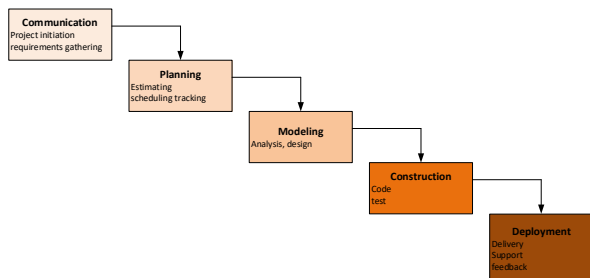 Communication
Project initiation
requirements gathering
Planning
Estimating
scheduling tracking
Modeling
Analysis, design
Construction
Code
test
Deployment
Delivery
Support
feedback